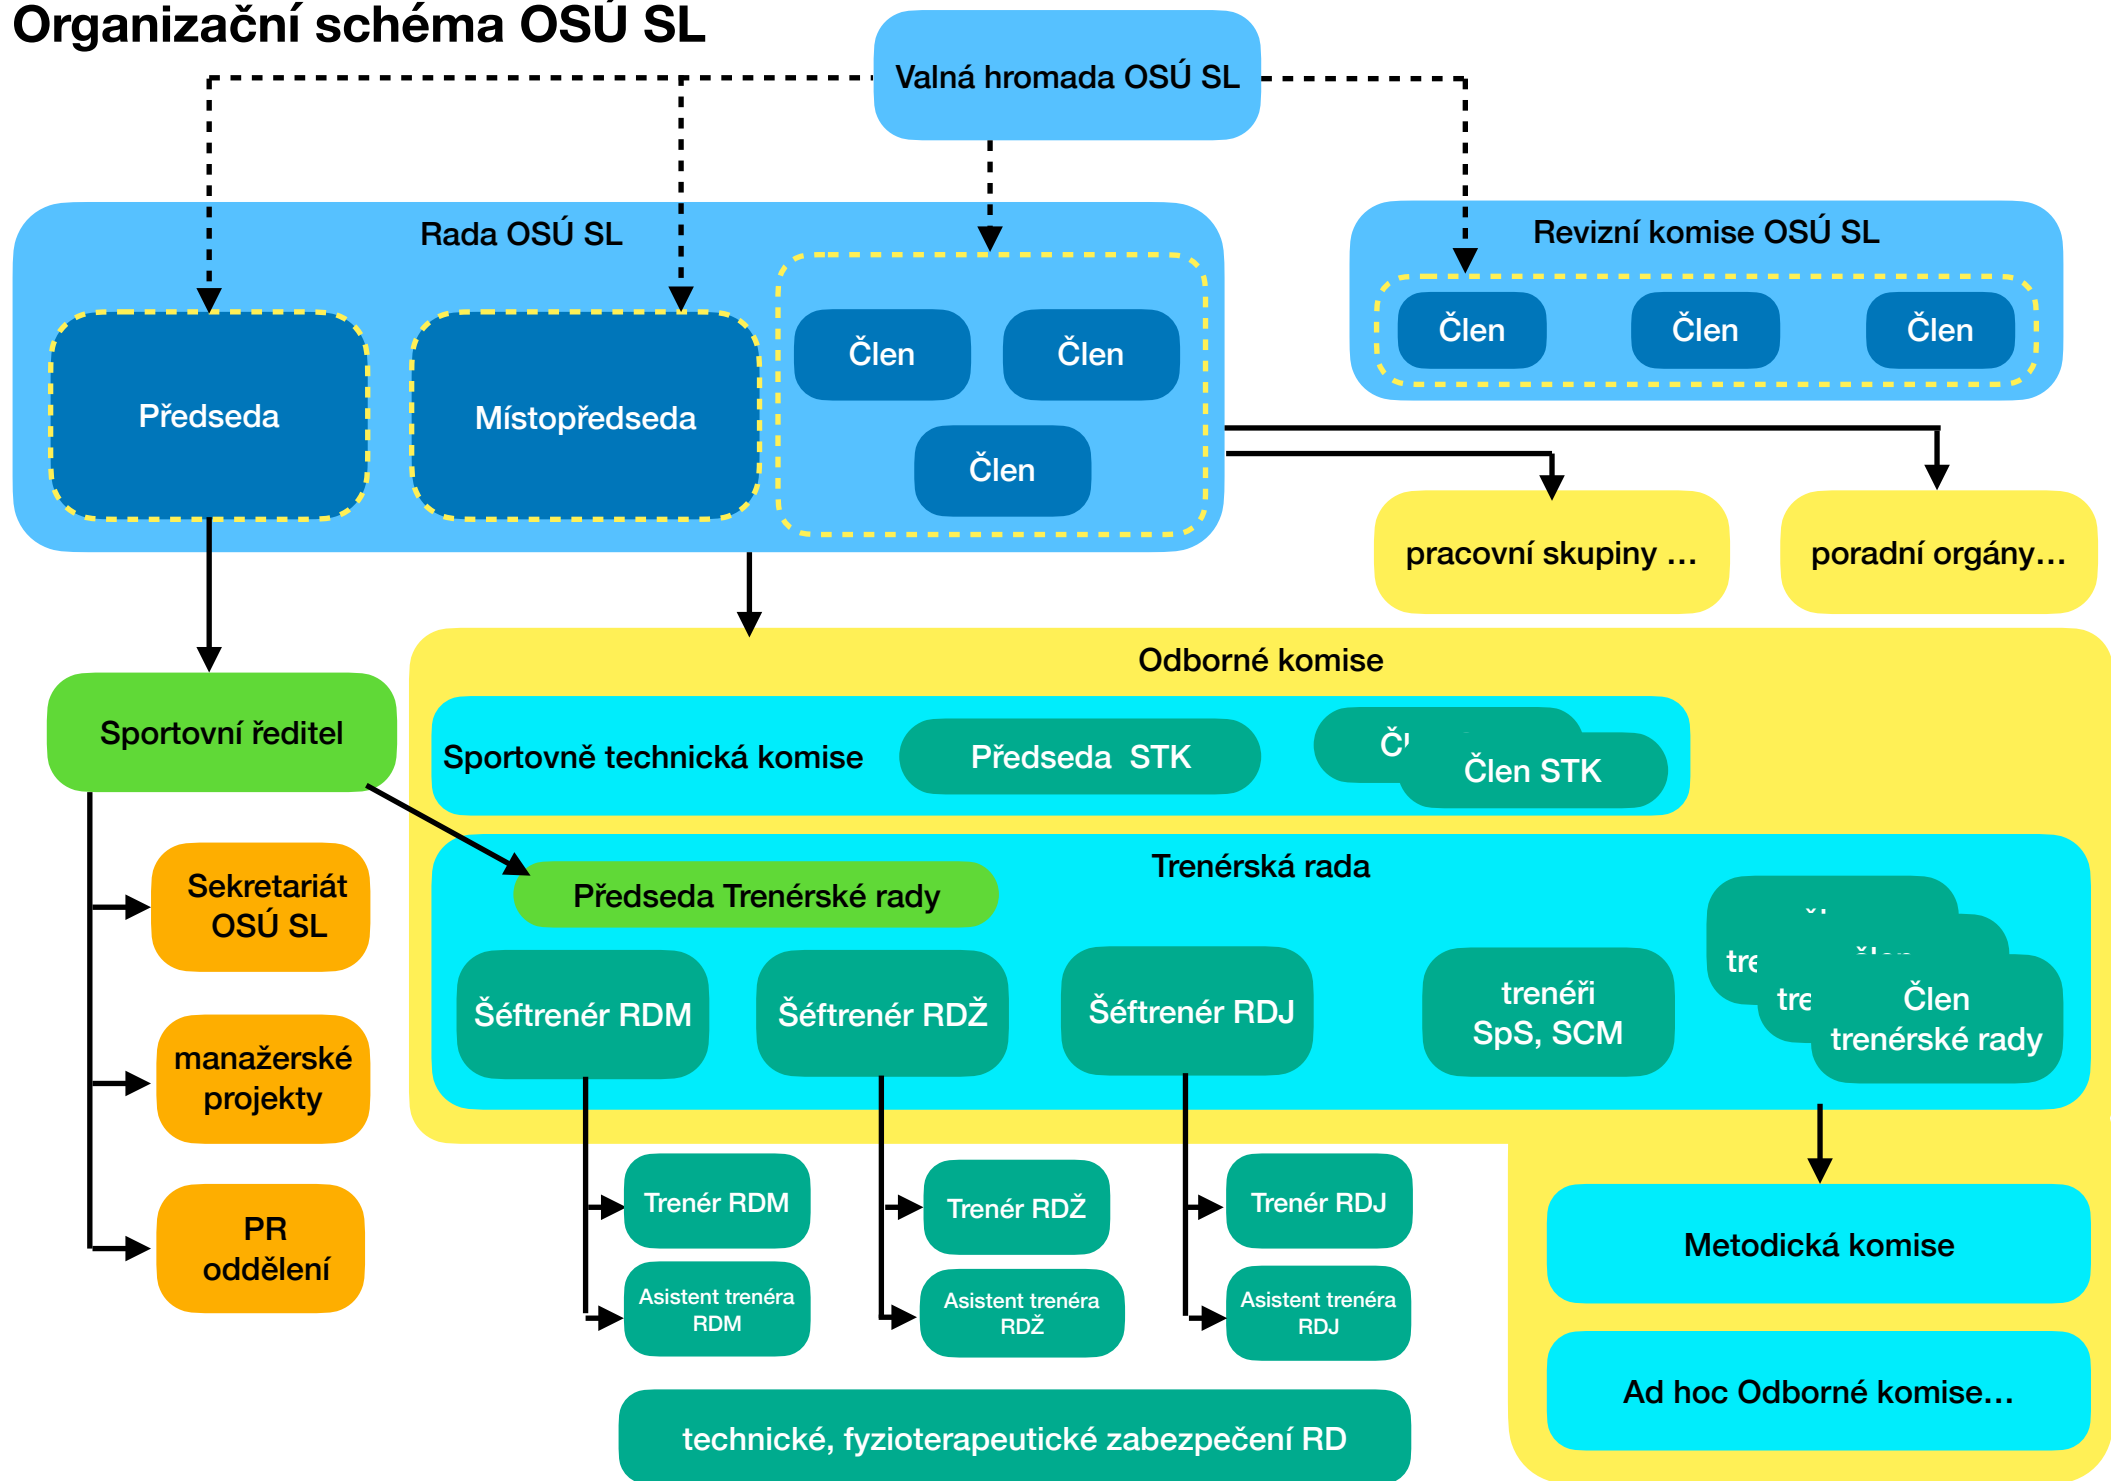 Organizační schéma OSÚ SL
Valná hromada OSÚ SL
Rada OSÚ SL
Předseda
Místopředseda
Člen
Člen
Člen
Revizní komise OSÚ SL
Člen
Člen
Člen
pracovní skupiny …
poradní orgány…
Sportovní ředitel
Sekretariát
OSÚ SL
manažerské
projekty
PR
oddělení
Odborné komise
Sportovně technická komise
Předseda  STK
Člen STK
Trenérská rada
Předseda Trenérské rady
Šéftrenér RDM
Šéftrenér RDŽ
Šéftrenér RDJ
trenéři
SpS, SCM
Člen
trenérské rady
Trenér RDM
Asistent trenéra
RDM
Trenér RDŽ
Asistent trenéra
RDŽ
Trenér RDJ
Asistent trenéra
RDJ
technické, fyzioterapeutické zabezpečení RD
Metodická komise
Ad hoc Odborné komise…